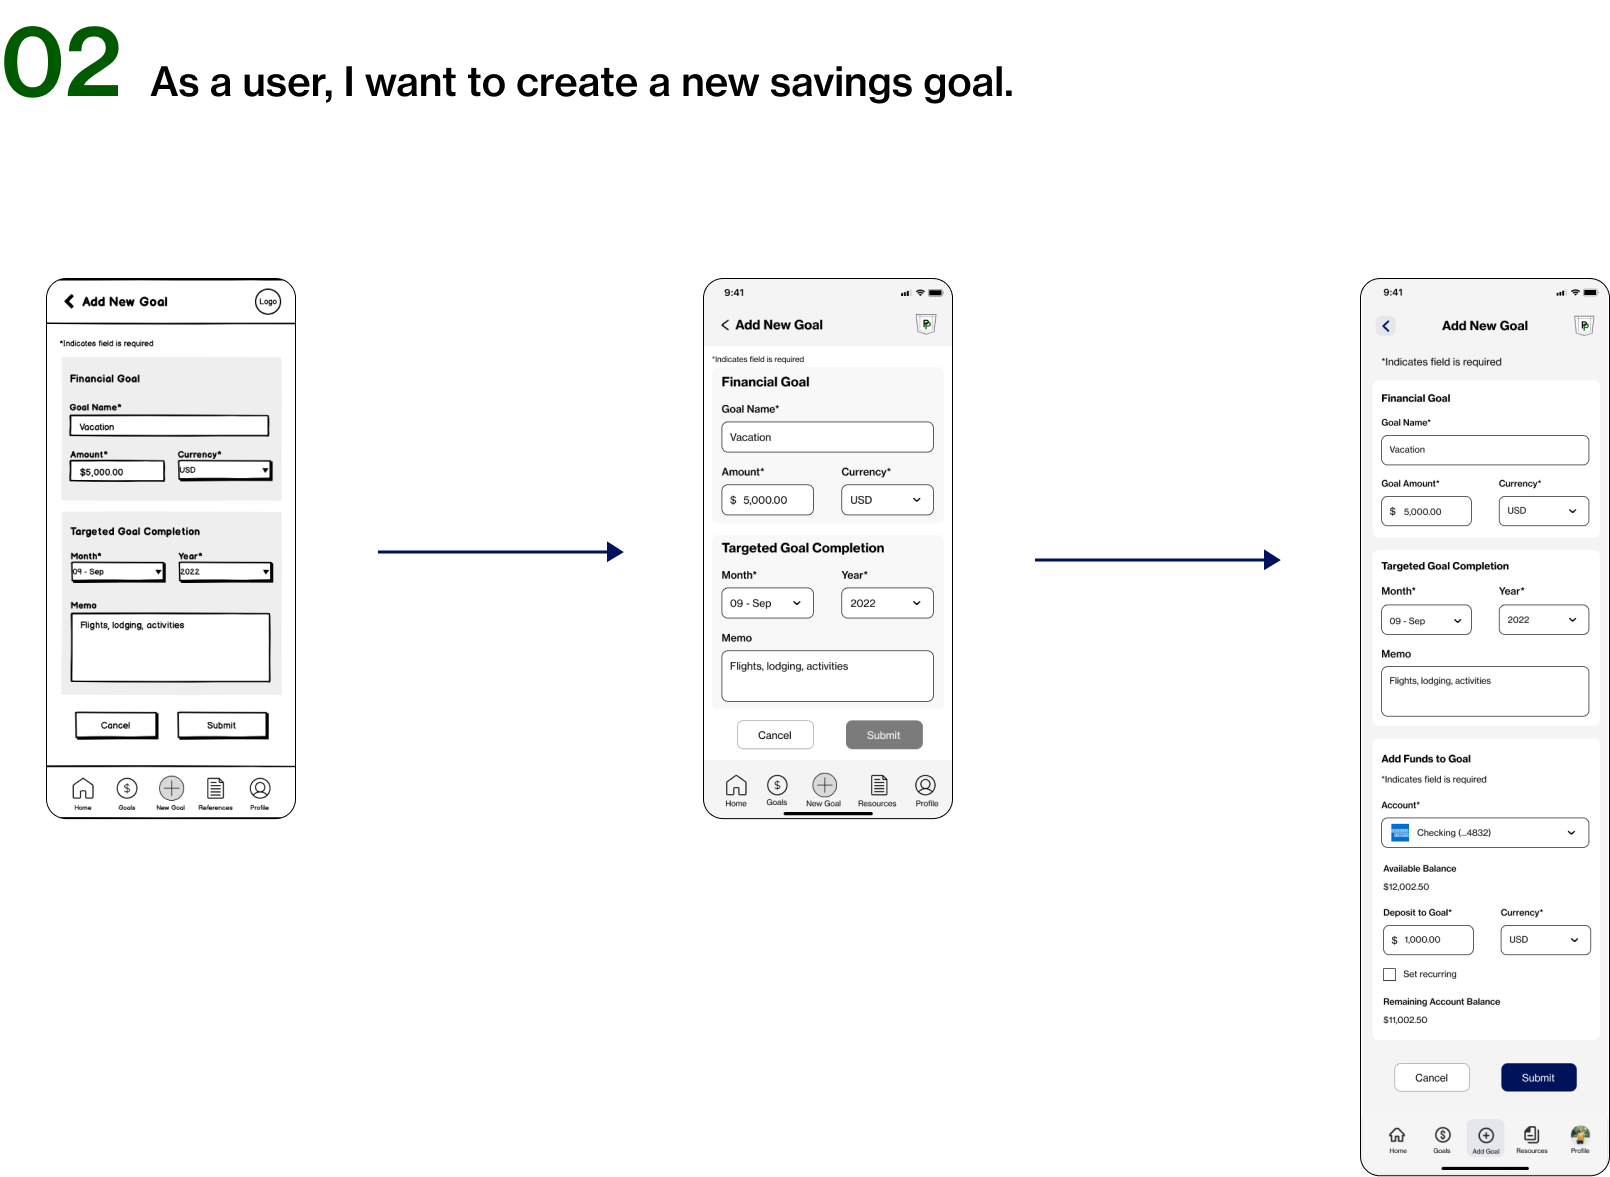 02 As a user, I want to create a new savings goal.
Add New Goal
Logo
*Indicates field is required
Financial Goal
Goal Name*
Vacation
Amount* Currency*
$5,000.00 USD
Targeted Goal Completion
Month* Year*
09 - Sep 2022
Memo
Flights, lodging, activities
Cancel Submit
Home Goals New Goal References Profile
9:41
Add New Goal
*Indicates field is required
Financial Goal
Goal Name*
Vacation
Amount* Currency*
$ 5,000.00 USD
Targeted Goal Completion
Month* Year*
09 - Sep 2022
Memo
Flights, lodging, activities
Cancel Submit
Home Goals New Goal Resources Profile
9:41
Add New Goal
*Indicates field is required
Financial Goal
Goal Name*
Vacation
Goal Amount* Currency*
$ 5,000.00 USD
Targeted Goal Completion
Month* Year*
09 - Sep 2022
Memo
Flights, lodging, activities
Add Funds to Goal
*Indicates field is required
Account*
Checking (...4832)
Available Balance
$12,002.50
Deposit to Goal* Currency*
$ 1,000.00 USD
Set recurring
Remaining Account Balance
$11,002.50
Cancel Submit
Home Goals Add Goal Resources Profile